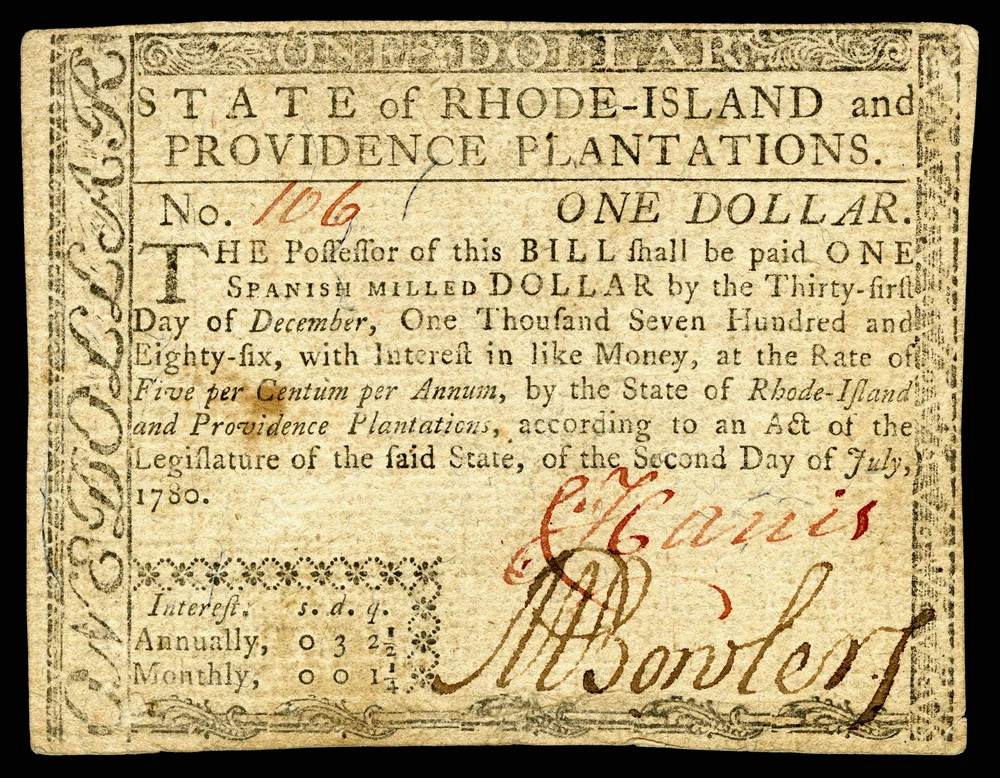 ONE DOLLAR
ONE DOLLAR
STATE of RHODE-ISLAND and
PROVIDENCE PLANTATIONS.
No. 106 ONE DOLLAR.
THE Poſſeſſor of this BILL ſhall be paid ONE
SPANISH MILLED DOLLAR by the Thirty-firſt
Day of December, One Thouſand Seven Hundred and
Eighty-ſix, with Intereſt in like Money, at the Rate of
Five per Centum per Annum, by the State of Rhode-Iſland
and Providence Plantations, according to an Act of the
Legiſlature of the ſaid State, of the Second Day of July,
1780.
Harris
Bowlers
Intereſt. s. d. q.
Annually, 0 3 2½
Monthly, 0 0 1¼